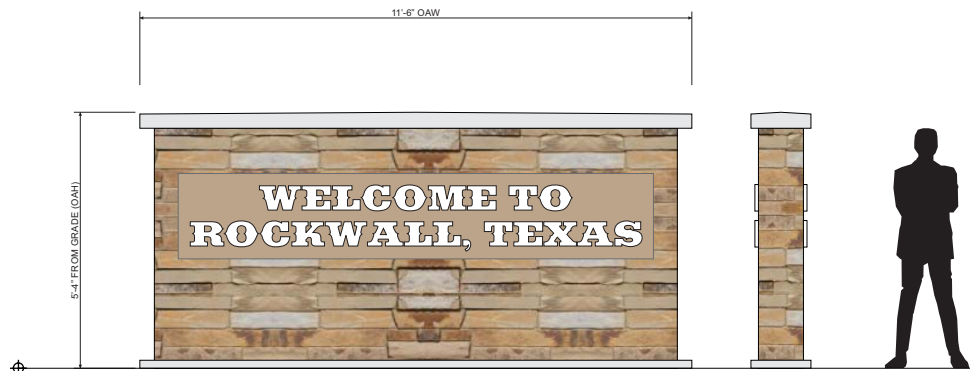 11'-6" OAW
5'-4" FROM GRADE (OAH)
WELCOME TO
ROCKWALL, TEXAS